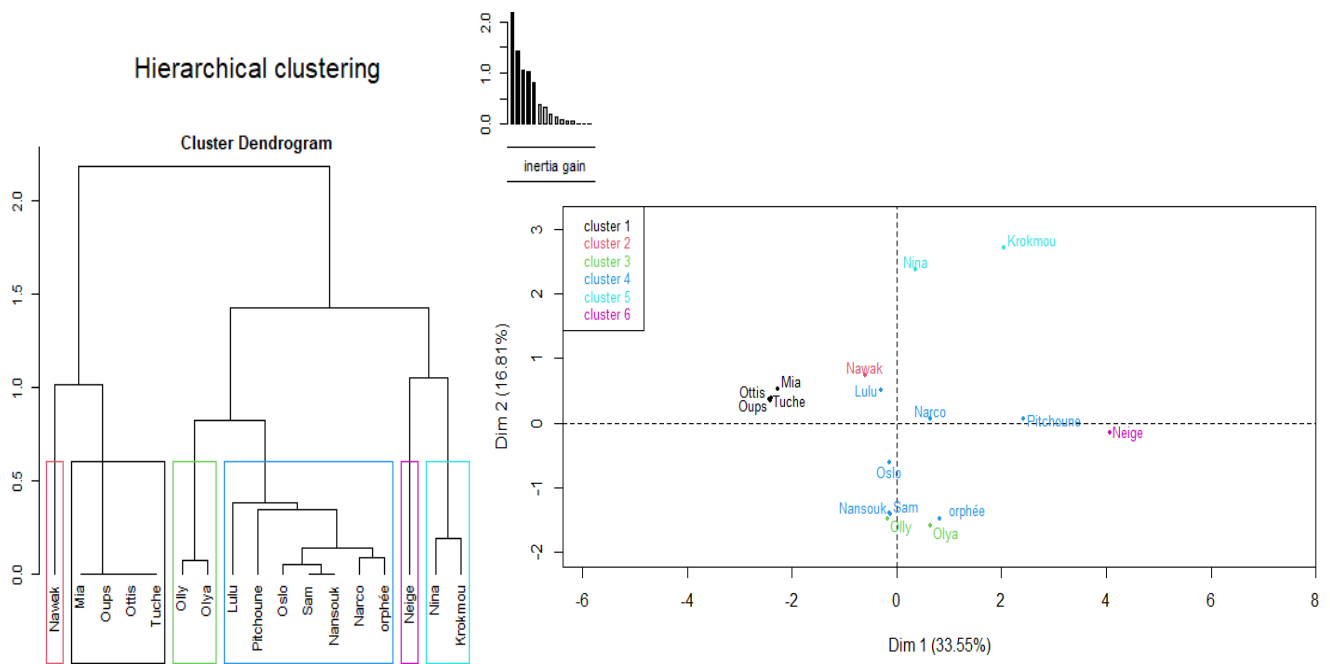 Hierarchical clustering
2.0
1.0
0.0
inertia gain
Cluster Dendrogram
2.0
1.5
1.0
0.5
0.0
Nawak
Mia
Oups
Ottis
Tuche
Olly
Olya
Lulu
Pitchoune
Oslo
Sam
Nansouk
Narco
orphée
Neige
Nina
Krokmou
cluster 1
cluster 2
cluster 3
cluster 4
cluster 5
cluster 6
Dim 2 (16.81%)
3
2
1
0
-1
-2
Krokmou
Nina
Nawak
Mia
Ottis
Lulu
Oups
Tuche
Narco
Pitchoune
Neige
Oslo
Nansouk
Sam
orphée
Olly
Olya
-6
-4
-2
0
2
4
6
8
Dim 1 (33.55%)